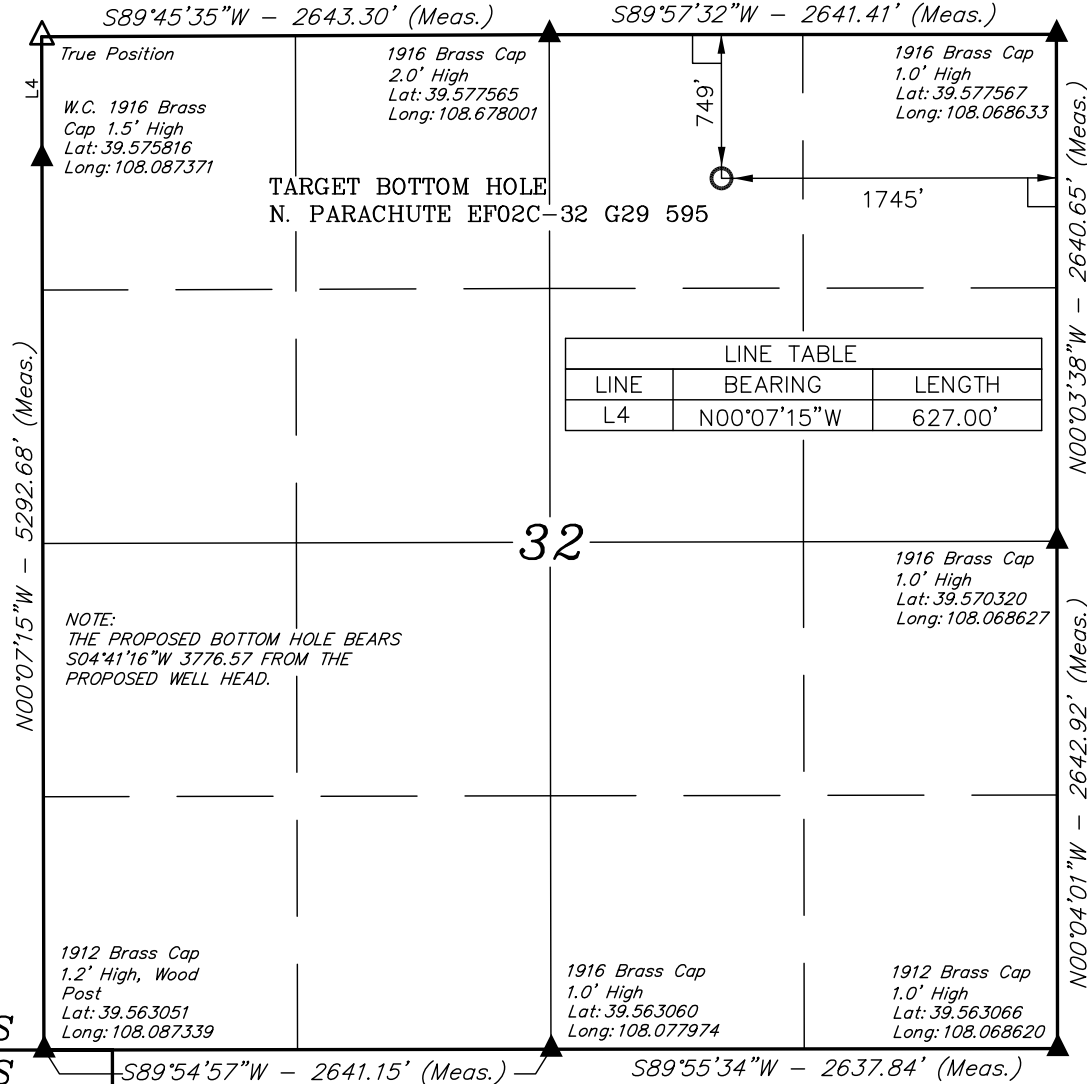 S89°45'35"W - 2643.30' (Meas.)
S89°57'32"W - 2641.41' (Meas.)
True Position
L4
W.C. 1916 Brass
Cap 1.5' High
Lat: 39.575816
Long: 108.087371
1916 Brass Cap
2.0' High
Lat: 39.577565
Long: 108.678001
749'
1916 Brass Cap
1.0' High
Lat: 39.577567
Long: 108.068633
1745'
TARGET BOTTOM HOLE
N. PARACHUTE EF02C-32 G29 595
N00°03'38"W - 2640.65' (Meas.)
LINE TABLE
LINE BEARING LENGTH
L4 N00°07'15"W 627.00'
N00°07'15"W - 5292.68' (Meas.)
32
1916 Brass Cap
1.0' High
Lat: 39.570320
Long: 108.068627
NOTE:
THE PROPOSED BOTTOM HOLE BEARS
S04°41'16"W 3776.57 FROM THE
PROPOSED WELL HEAD.
N00°04'01"W - 2642.92' (Meas.)
1912 Brass Cap
1.2' High, Wood
Post
Lat: 39.563051
Long: 108.087339
1916 Brass Cap
1.0' High
Lat: 39.563060
Long: 108.077974
1912 Brass Cap
1.0' High
Lat: 39.563066
Long: 108.068620
S
S
S89°54'57"W - 2641.15' (Meas.)
S89°55'34"W - 2637.84' (Meas.)